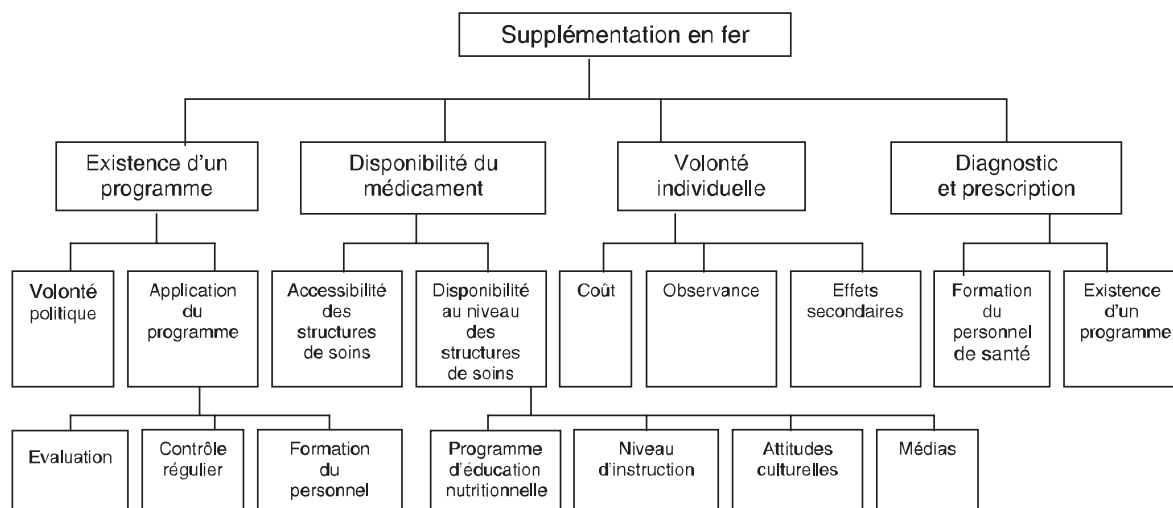 Supplémentation en fer
Existence d'un
programme
Disponibilité du
médicament
Volonté
individuelle
Diagnostic
et prescription
Volonté
politique
Application
du
programme
Accessibilité
des
structures
de soins
Disponibilité
au niveau
des
structures
de soins
Coût
Observance
Effets
secondaires
Formation
du
personnel
de santé
Existence
d'un
programme
Evaluation
Contrôle
régulier
Formation
du
personnel
Programme
d'éducation
nutritionnelle
Niveau
d'instruction
Attitudes
culturelles
Médias